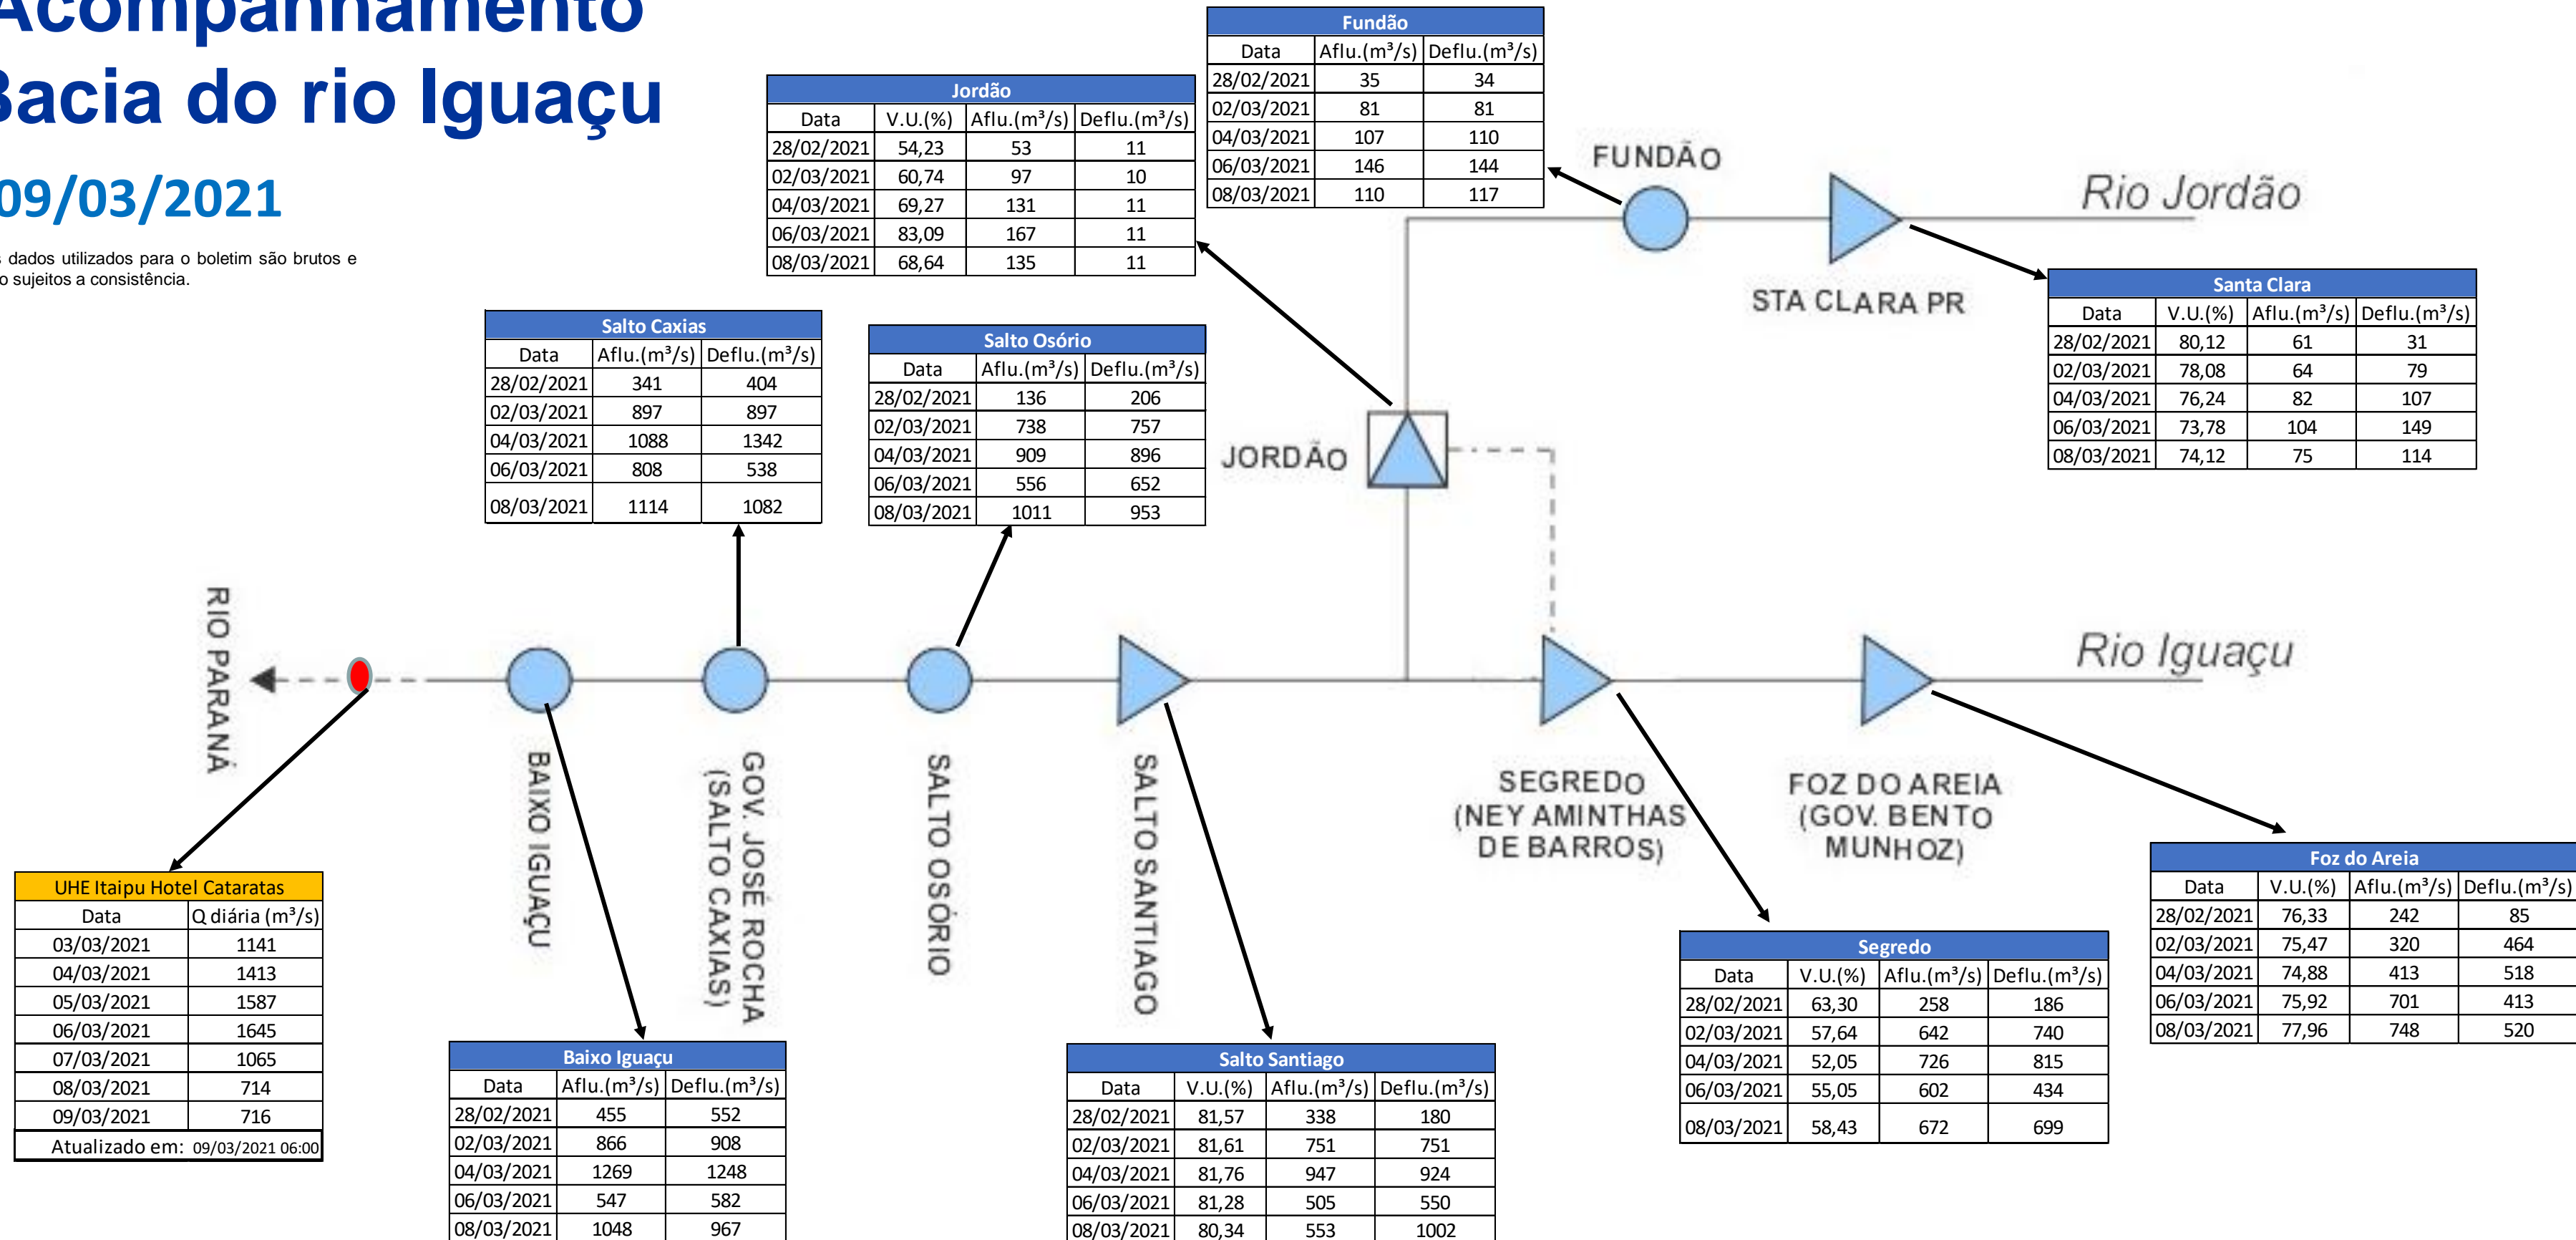 Acompanhamento
Bacia do rio Iguaçu
09/03/2021
dados utilizados para o boletim são brutos e
sujeitos a consistência.
Fundão
Data Aflu.(m³/s) Deflu.(m³/s)
28/02/2021 35 34
02/03/2021 81 81
04/03/2021 107 110
06/03/2021 146 144
08/03/2021 110 117
Jordão
Data V.U.(%) Aflu.(m³/s) Deflu.(m³/s)
28/02/2021 54,23 53 11
02/03/2021 60,74 97 10
04/03/2021 69,27 131 11
06/03/2021 83,09 167 11
08/03/2021 68,64 135 11
FUNDÃO
Rio Jordão
STA CLARA PR
Santa Clara
Data V.U.(%) Aflu.(m³/s) Deflu.(m³/s)
28/02/2021 80,12 61 31
02/03/2021 78,08 64 79
04/03/2021 76,24 82 107
06/03/2021 73,78 104 149
08/03/2021 74,12 75 114
Salto Caxias
Data Aflu.(m³/s) Deflu.(m³/s)
28/02/2021 341 404
02/03/2021 897 897
04/03/2021 1088 1342
06/03/2021 808 538
08/03/2021 1114 1082
Salto Osório
Data Aflu.(m³/s) Deflu.(m³/s)
28/02/2021 136 206
02/03/2021 738 757
04/03/2021 909 896
06/03/2021 556 652
08/03/2021 1011 953
JORDÃO
RIO PARANÁ
Rio Iguaçu
BAIXO IGUAÇU
GOV. JOSÉ ROCHA
(SALTO CAXIAS)
SALTO OSÓRIO
SALTO SANTIAGO
SEGREDO
(NEY AMINTHAS
DE BARROS)
FOZ DO AREIA
(GOV. BENTO
MUNHOZ)
UHE Itaipu Hotel Cataratas
Data Q diária (m³/s)
03/03/2021 1141
04/03/2021 1413
05/03/2021 1587
06/03/2021 1645
07/03/2021 1065
08/03/2021 714
09/03/2021 716
Atualizado em: 09/03/2021 06:00
Baixo Iguaçu
Data Aflu.(m³/s) Deflu.(m³/s)
28/02/2021 455 552
02/03/2021 866 908
04/03/2021 1269 1248
06/03/2021 547 582
08/03/2021 1048 967
Salto Santiago
Data V.U.(%) Aflu.(m³/s) Deflu.(m³/s)
28/02/2021 81,57 338 180
02/03/2021 81,61 751 751
04/03/2021 81,76 947 924
06/03/2021 81,28 505 550
08/03/2021 80,34 553 1002
Segredo
Data V.U.(%) Aflu.(m³/s) Deflu.(m³/s)
28/02/2021 63,30 258 186
02/03/2021 57,64 642 740
04/03/2021 52,05 726 815
06/03/2021 55,05 602 434
08/03/2021 58,43 672 699
Foz do Areia
Data V.U.(%) Aflu.(m³/s) Deflu.(m³/s)
28/02/2021 76,33 242 85
02/03/2021 75,47 320 464
04/03/2021 74,88 413 518
06/03/2021 75,92 701 413
08/03/2021 77,96 748 520